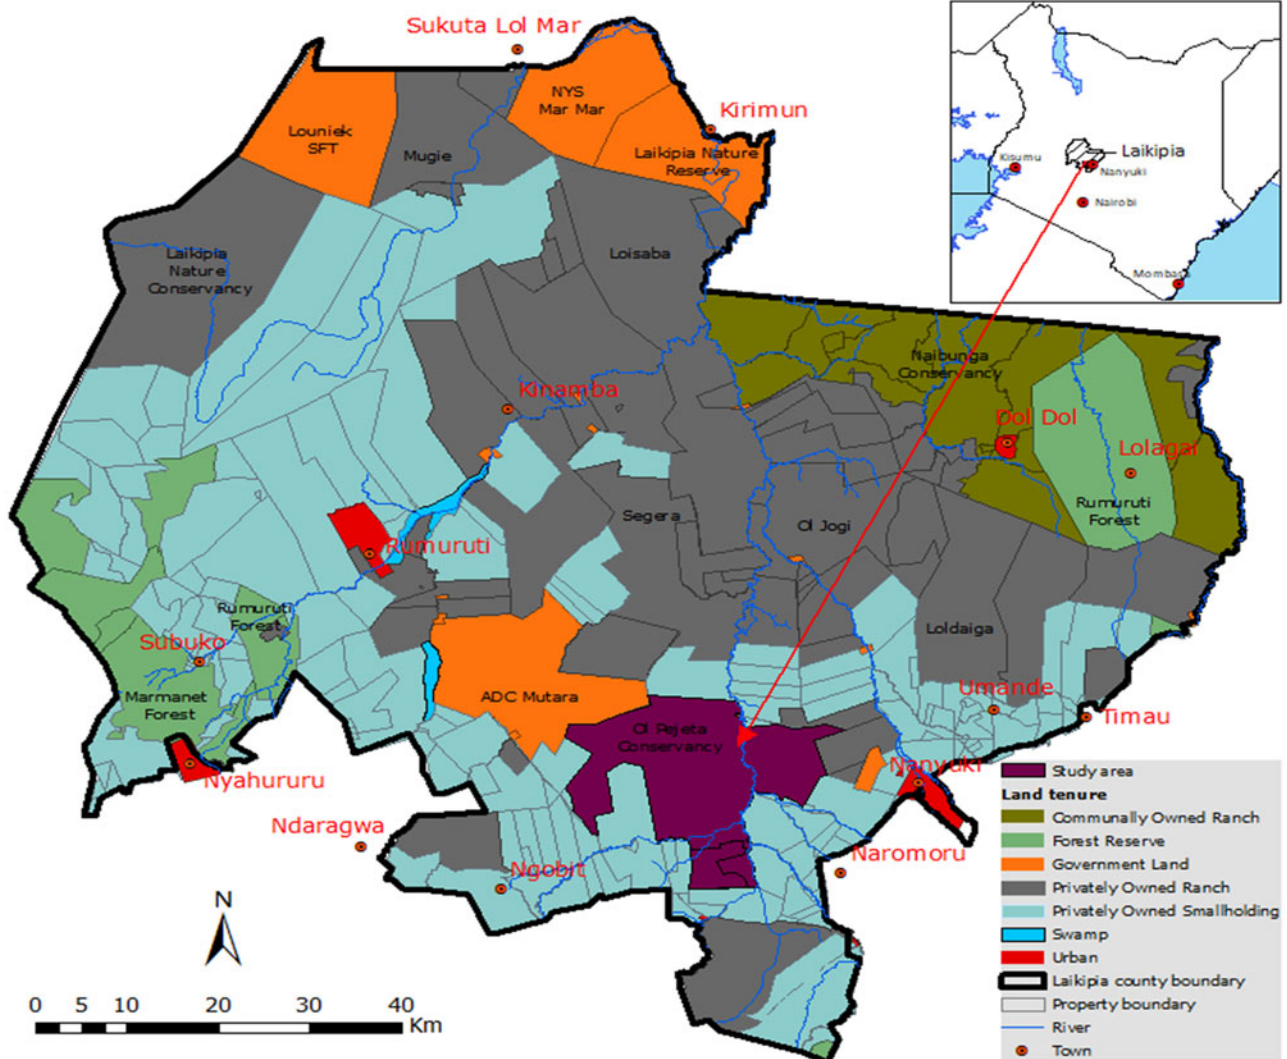 Sukuta Lol Mar
NYS
Mar Mar
Kirimun
Louniek
SFT
Mugie
Laikipia Nature
Reserve
Laikipia
Nature
Conservancy
Loisaba
Laikipia
Kisumu
Nanyuki
Nairobi
Mombasa
Naibunga
Conservancy
Kinamba
Dol Dol
Lolagai
Rumuruti
Forest
Segera
Ol Jogi
Rumuruti
Rumuruti
Forest
Subuko
Loldaiga
Marmanet
Forest
ADC Mutara
Umande
Timau
Ol Pejeta
Conservancy
Nyahururu
Nanyuki
Ndaragwa
Ngobit
Naromoru
N
0 5 10 20 30 40
Km
Study area
Land tenure
Communally Owned Ranch
Forest Reserve
Government Land
Privately Owned Ranch
Privately Owned Smallholding
Swamp
Urban
Laikipia county boundary
Property boundary
River
Town